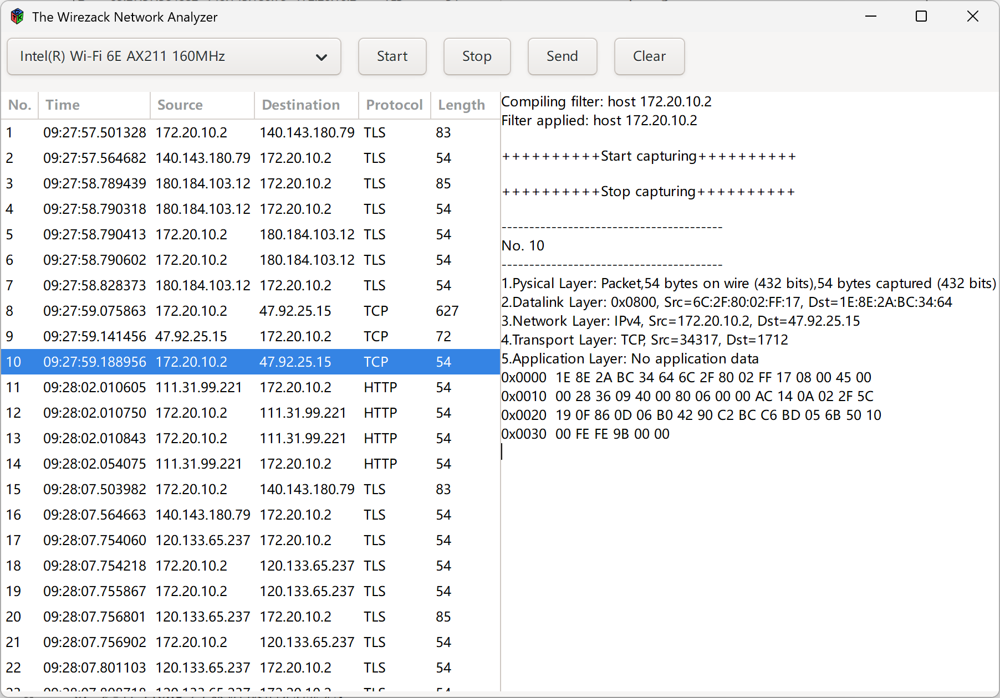 The Wirezack Network Analyzer
Intel(R) Wi-Fi 6E AX211 160MHz Start Stop Send Clear
No. Time Source Destination Protocol Length
1 09:27:57.501328 172.20.10.2 140.143.180.79 TLS 83
2 09:27:57.564682 140.143.180.79 172.20.10.2 TLS 54
3 09:27:58.789439 180.184.103.12 172.20.10.2 TLS 85
4 09:27:58.790318 180.184.103.12 172.20.10.2 TLS 54
5 09:27:58.790413 172.20.10.2 180.184.103.12 TLS 54
6 09:27:58.790602 172.20.10.2 180.184.103.12 TLS 54
7 09:27:58.828373 180.184.103.12 172.20.10.2 TLS 54
8 09:27:59.075863 172.20.10.2 47.92.25.15 TCP 627
9 09:27:59.141456 47.92.25.15 172.20.10.2 TCP 72
10 09:27:59.188956 172.20.10.2 47.92.25.15 TCP 54
11 09:28:02.010605 111.31.99.221 172.20.10.2 HTTP 54
12 09:28:02.010750 172.20.10.2 111.31.99.221 HTTP 54
13 09:28:02.010843 172.20.10.2 111.31.99.221 HTTP 54
14 09:28:02.054075 111.31.99.221 172.20.10.2 HTTP 54
15 09:28:07.503982 172.20.10.2 140.143.180.79 TLS 83
16 09:28:07.564663 140.143.180.79 172.20.10.2 TLS 54
17 09:28:07.754060 120.133.65.237 172.20.10.2 TLS 54
18 09:28:07.754218 172.20.10.2 120.133.65.237 TLS 54
19 09:28:07.755867 172.20.10.2 120.133.65.237 TLS 54
20 09:28:07.756801 120.133.65.237 172.20.10.2 TLS 85
21 09:28:07.756902 172.20.10.2 120.133.65.237 TLS 54
22 09:28:07.801103 120.133.65.237 172.20.10.2 TLS 54
Compiling filter: host 172.20.10.2
Filter applied: host 172.20.10.2
++++++++++Start capturing++++++++++
++++++++++Stop capturing++++++++++
----------------------------------------
No. 10
----------------------------------------
1.Pysical Layer: Packet,54 bytes on wire (432 bits),54 bytes captured (432 bits)
2.Datalink Layer: 0x0800, Src=6C:2F:80:02:FF:17, Dst=1E:8E:2A:BC:34:64
3.Network Layer: IPv4, Src=172.20.10.2, Dst=47.92.25.15
4.Transport Layer: TCP, Src=34317, Dst=1712
5.Application Layer: No application data
0x0000 1E 8E 2A BC 34 64 6C 2F 80 02 FF 17 08 00 45 00
0x0010 00 28 36 09 40 00 80 06 00 00 AC 14 0A 02 2F 5C
0x0020 19 0F 86 0D 06 B0 42 90 C2 BC C6 BD 05 6B 50 10
0x0030 00 FE FE 9B 00 00